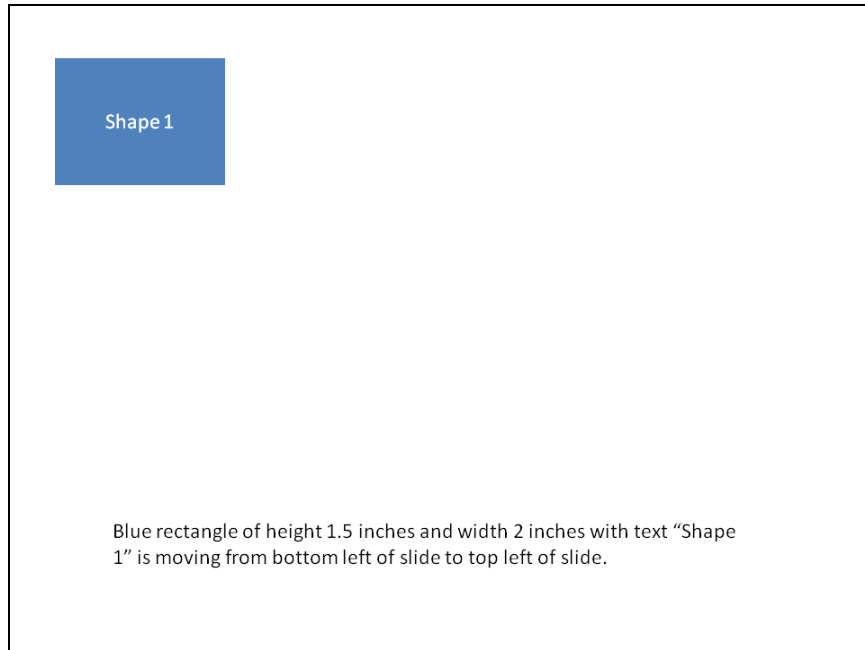 Shape 1
Blue rectangle of height 1.5 inches and width 2 inches with text “Shape
1” is moving from bottom left of slide to top left of slide.